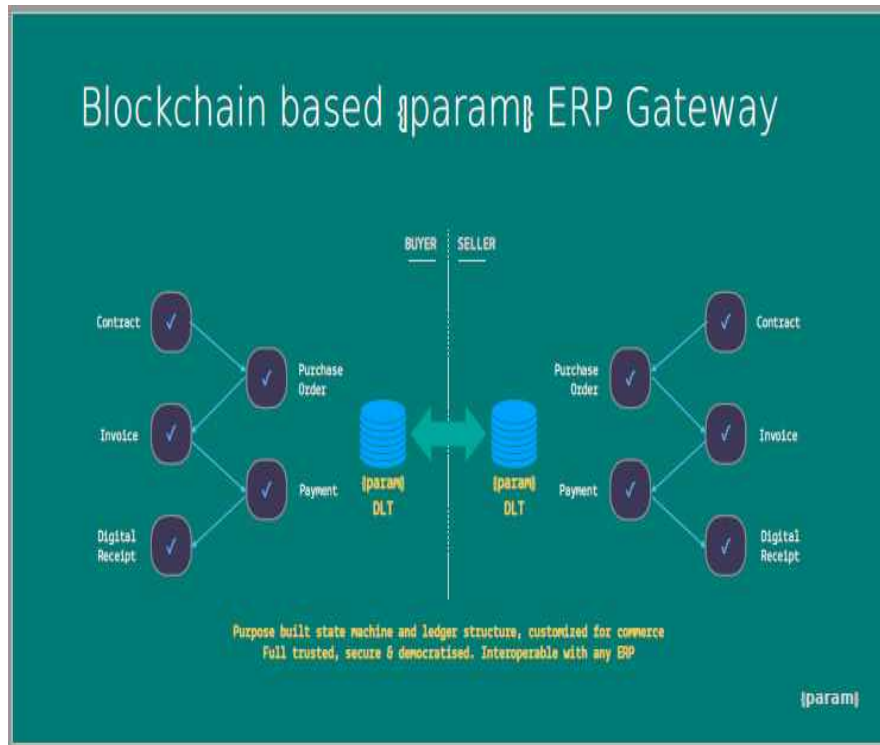 Blockchain based {param} ERP Gateway
BUYER
SELLER
Contract
Purchase
Order
Invoice
Payment
Digital
Receipt
{param}
DLT
{param}
DLT
Contract
Purchase
Order
Invoice
Payment
Digital
Receipt
Purpose built state machine and ledger structure, customized for commerce
Full trusted, secure & democratised. Interoperable with any ERP
{param}